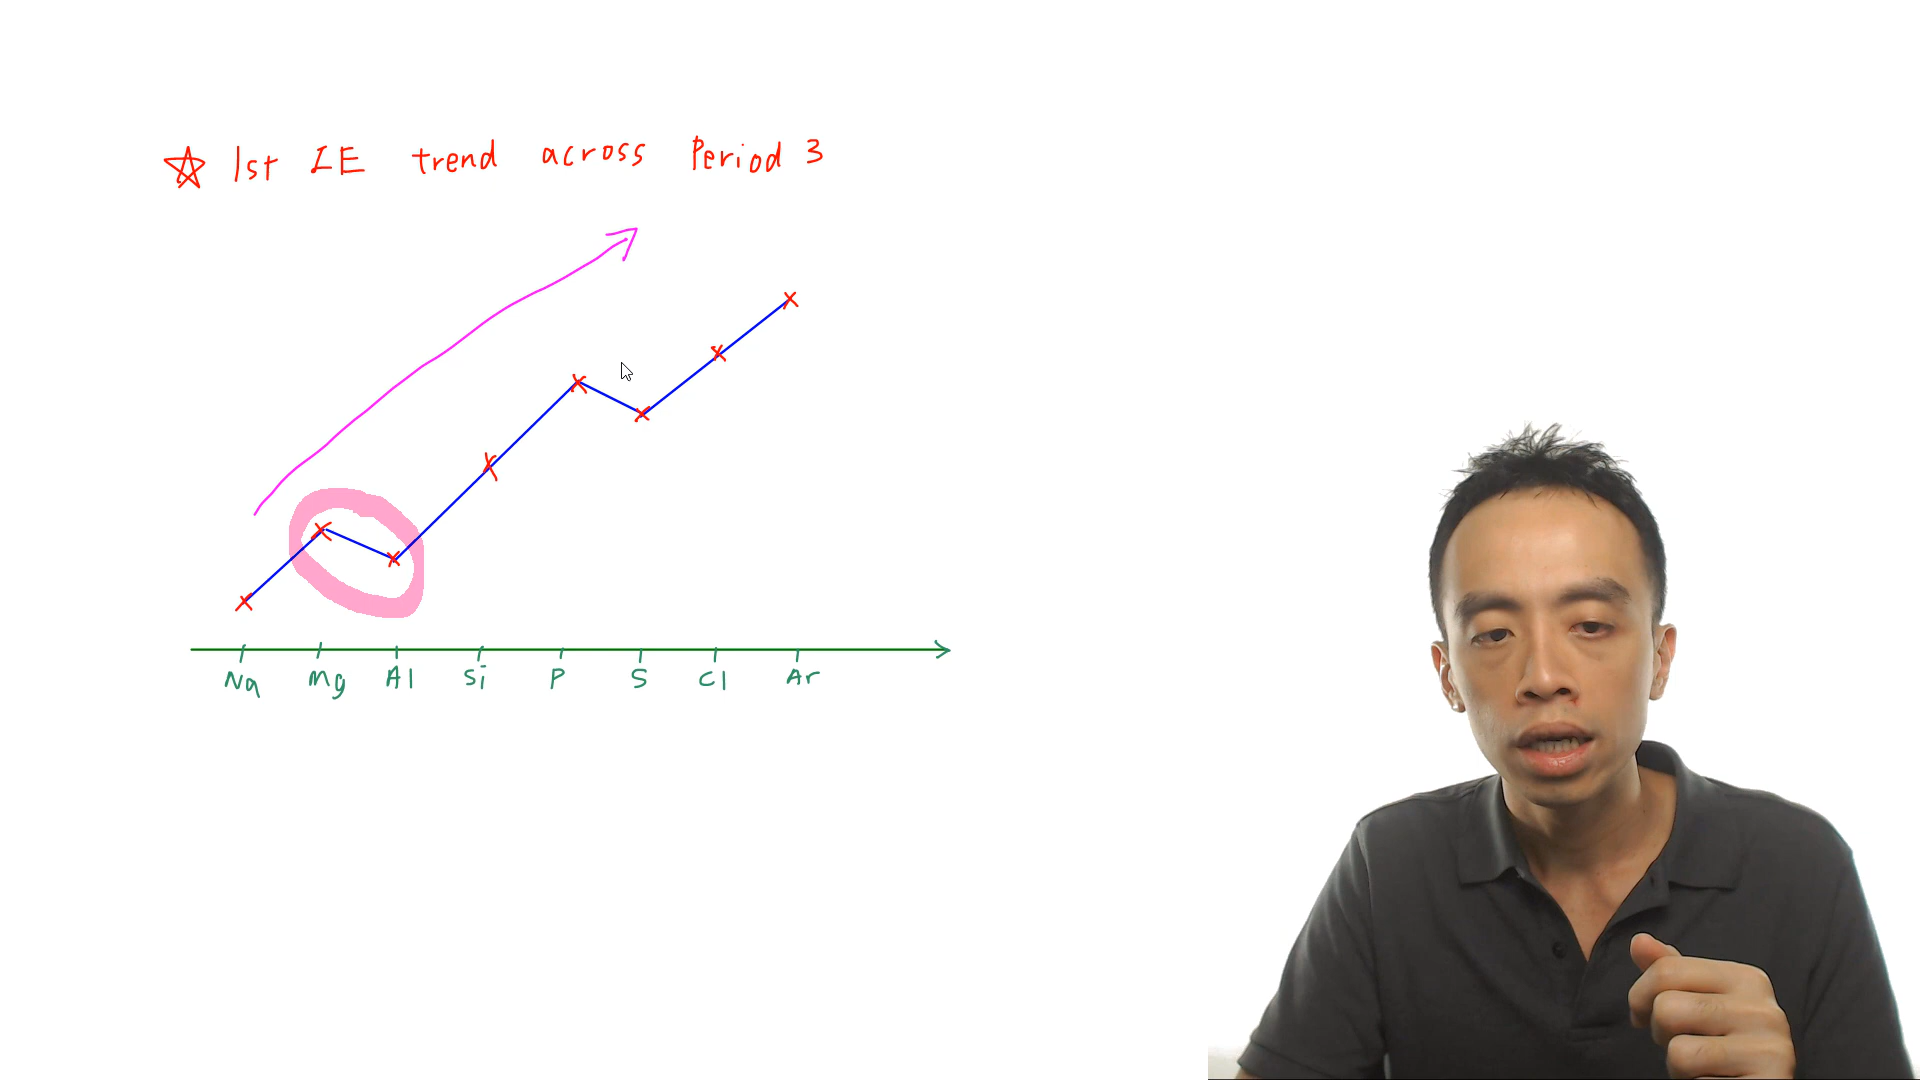 ☆ 1st IE trend across Period 3
Na Mg Al Si P S Cl Ar